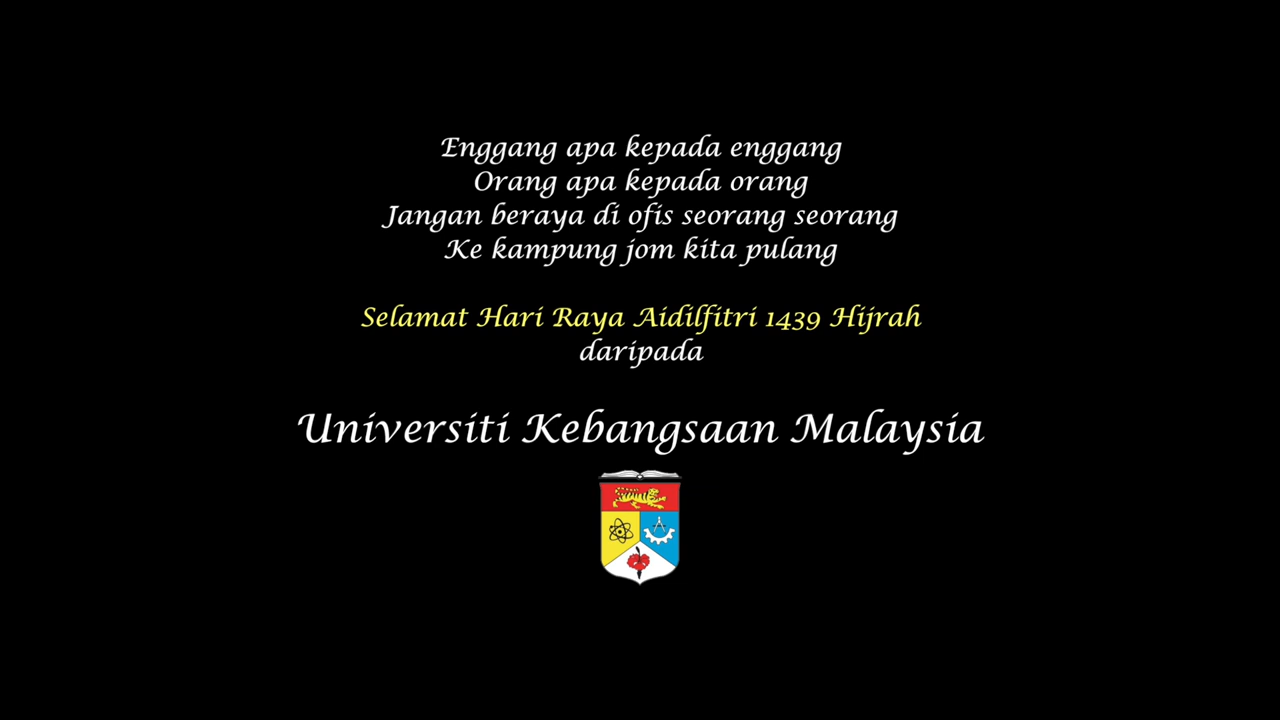 Enggang apa kepada enggang
Orang apa kepada orang
Jangan beraya di ofis seorang seorang
Ke kampung jom kita pulang
Selamat Hari Raya Aidilfitri 1439 Hijrah
daripada
Universiti Kebangsaan Malaysia